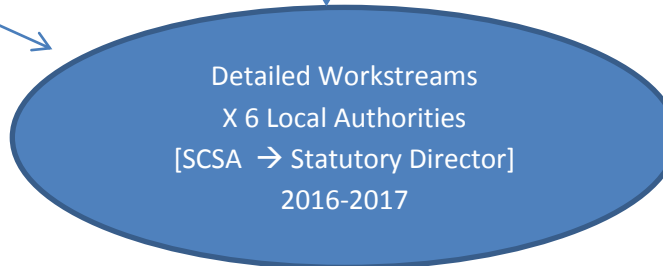 Detailed Workstreams
X 6 Local Authorities
[SCSA → Statutory Director]
2016-2017